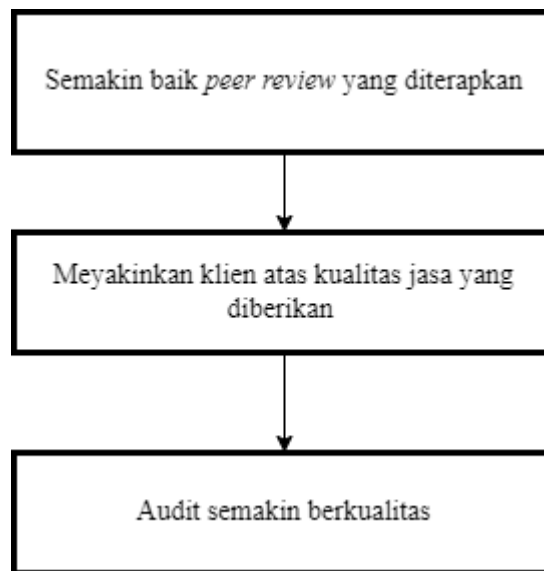 Semakin baik peer review yang diterapkan
Meyakinkan klien atas kualitas jasa yang
diberikan
Audit semakin berkualitas